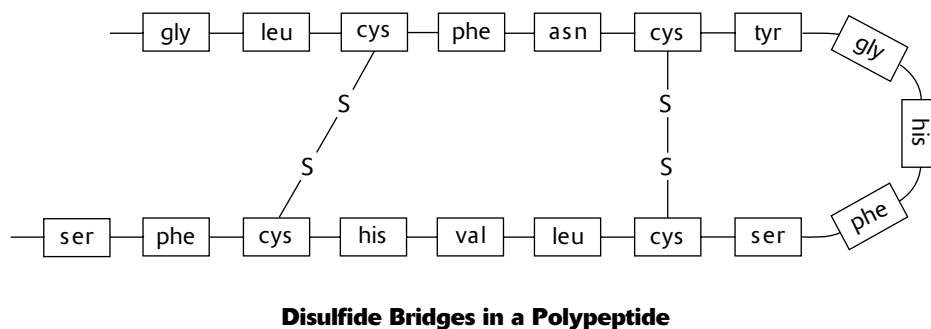 gly leu cys phe asn cys tyr gly
his
S S
S S
phe
ser phe cys his val leu cys ser
Disulfide Bridges in a Polypeptide